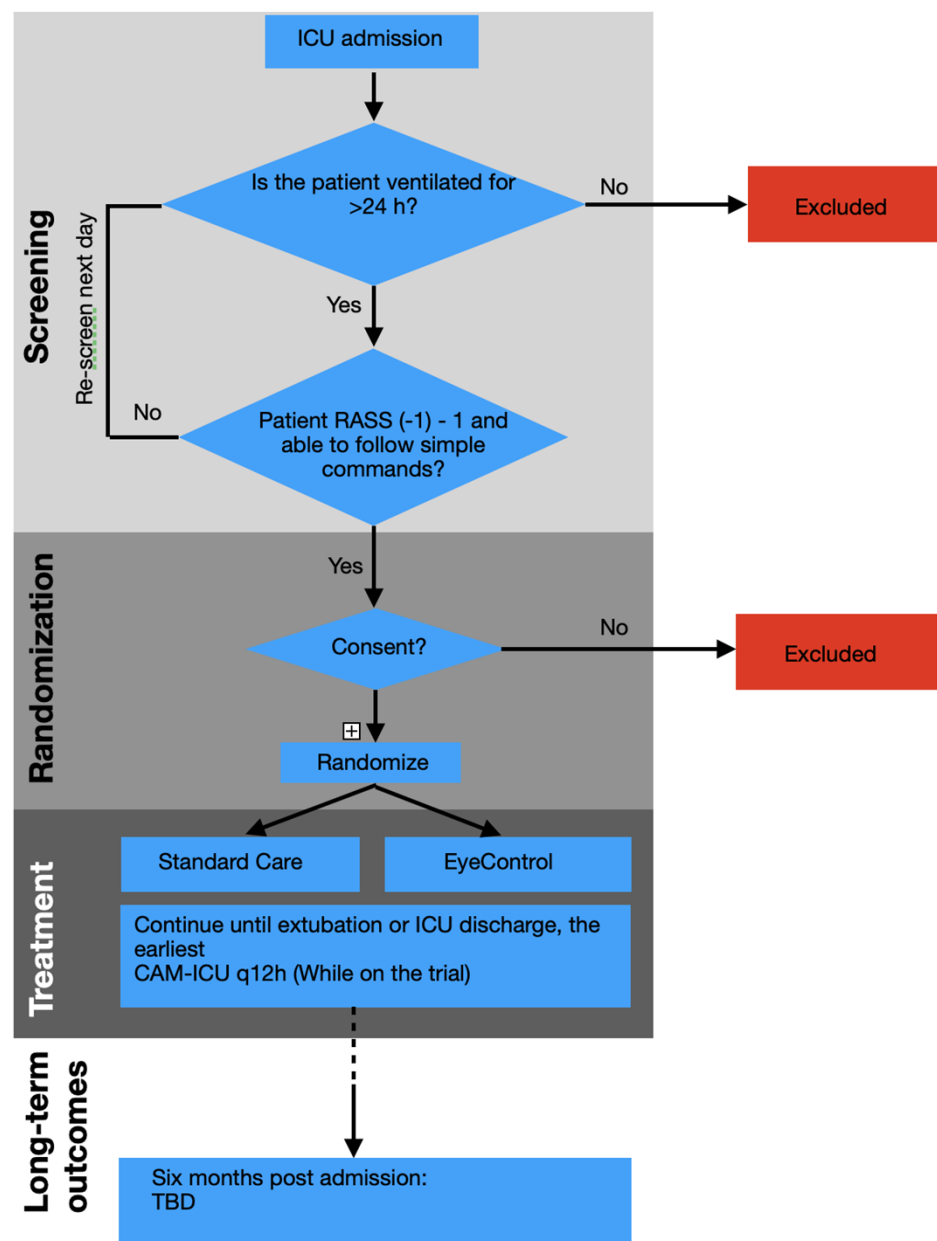 ICU admission
Is the patient ventilated for
>24 h?
No
Excluded
Screening
Re-screen next day
Yes
No
Patient RASS (-1) - 1 and
able to follow simple
commands?
Randomization
Yes
Consent?
No
Excluded
Randomize
Treatment
Standard Care
EyeControl
Continue until extubation or ICU discharge, the
earliest
CAM-ICU q12h (While on the trial)
Long-term
outcomes
Six months post admission:
TBD